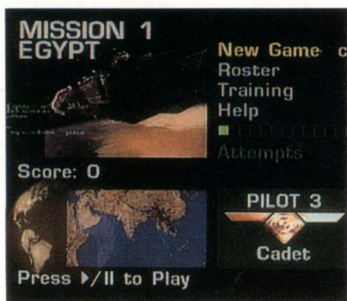 MISSION 1
EGYPT
New Game c
Roster
Training
Help
Attempts
Score: 0
PILOT 3
Cadet
Press ▶/II to Play